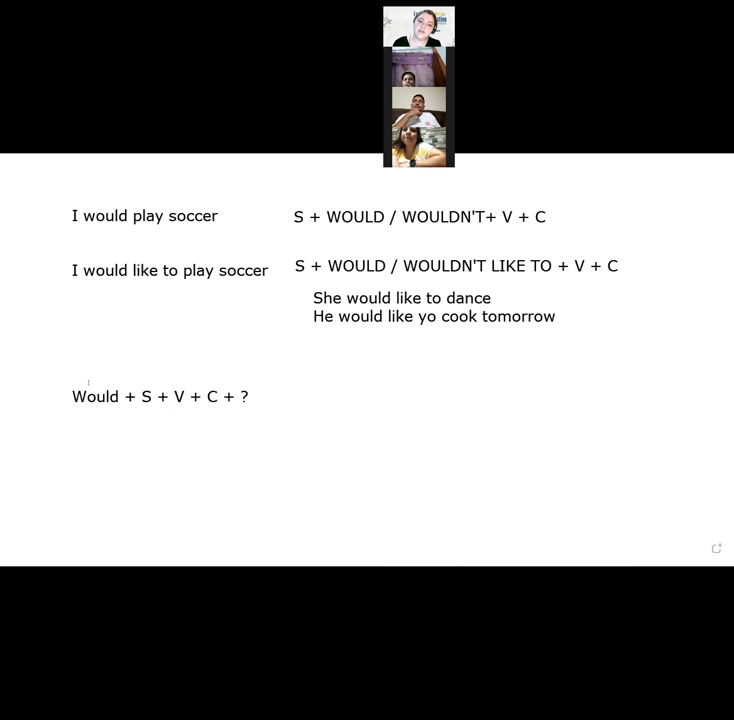 I would play soccer
S + WOULD / WOULDN'T+ V + C
I would like to play soccer
S + WOULD / WOULDN'T LIKE TO + V + C
She would like to dance
He would like yo cook tomorrow
Would + S + V + C + ?